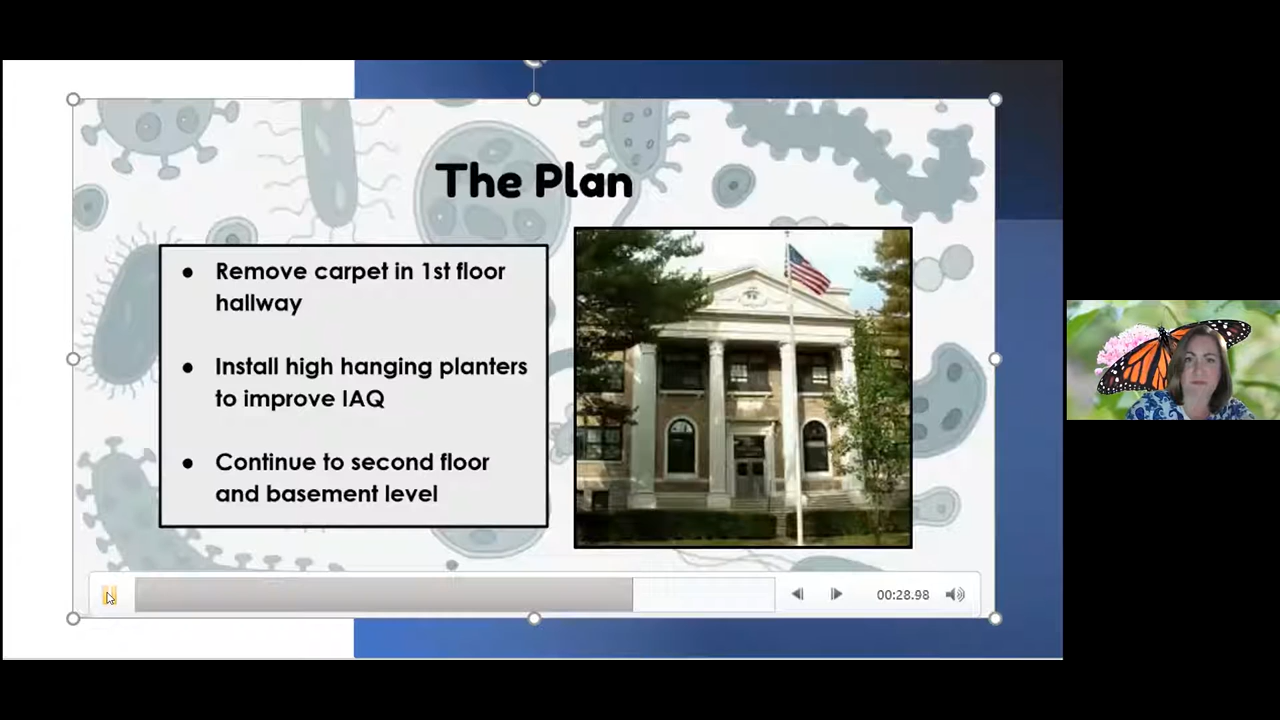 The Plan
● Remove carpet in 1st floor
hallway
● Install high hanging planters
to improve IAQ
● Continue to second floor
and basement level
00:28.98